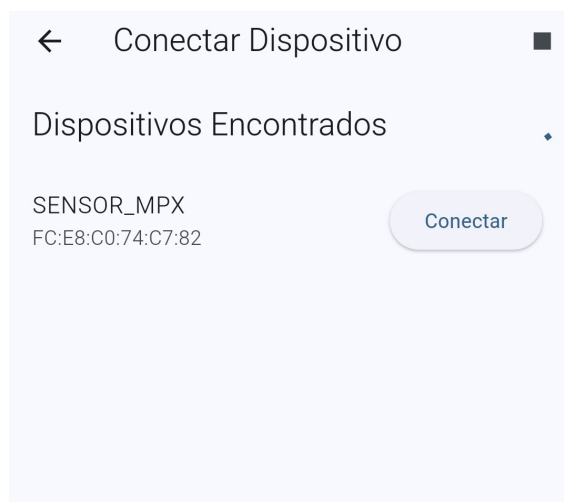 Conectar Dispositivo
Dispositivos Encontrados
SENSOR_MPX
FC:E8:C0:74:C7:82
Conectar